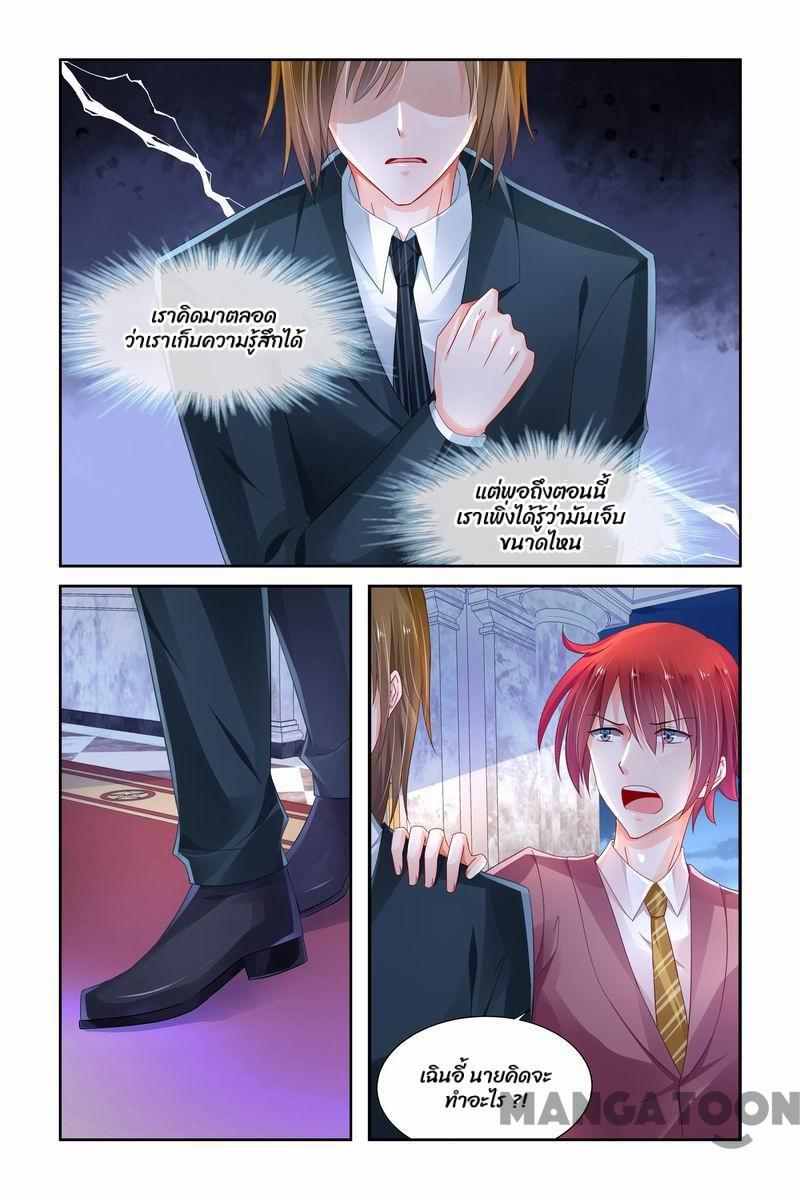 เราคิดมาตลอด
ว่าเราเก็บความรู้สึกได้
แต่พอถึงตอนนี้
เราเพิ่งได้รู้ว่ามันเจ็บ
ขนาดไหน
เฉินอี้ นายคิดจะ
ทำอะไร ?!
MANGATOON